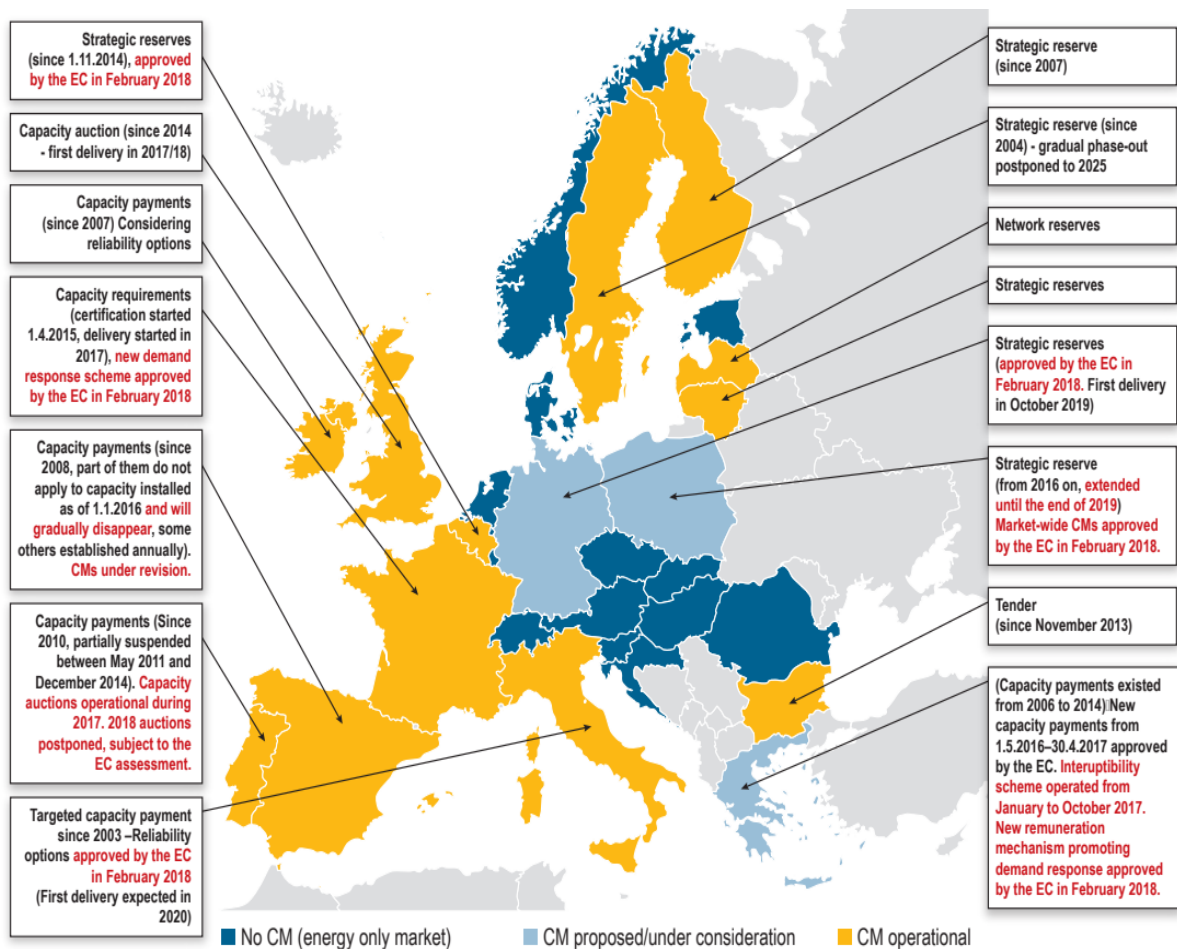 Strategic reserves
(since 1.11.2014), approved
by the EC in February 2018
Capacity auction (since 2014
- first delivery in 2017/18)
Capacity payments
(since 2007) Considering
reliability options
Capacity requirements
(certification started
1.4.2015, delivery started in
2017), new demand
response scheme approved
by the EC in February 2018
Capacity payments (since
2008, part of them do not
apply to capacity installed
as of 1.1.2016 and will
gradually disappear, some
others established annually).
CMs under revision.
Capacity payments (Since
2010, partially suspended
between May 2011 and
December 2014). Capacity
auctions operational during
2017. 2018 auctions
postponed, subject to the
EC assessment.
Targeted capacity payment
since 2003 –Reliability
options approved by the EC
in February 2018
(First delivery expected in
2020)
Strategic reserve
(since 2007)
Strategic reserve (since
2004) - gradual phase-out
postponed to 2025
Network reserves
Strategic reserves
Strategic reserves
(approved by the EC in
February 2018. First delivery
in October 2019)
Strategic reserve
(from 2016 on, extended
until the end of 2019)
Market-wide CMs approved
by the EC in February 2018.
Tender
(since November 2013)
(Capacity payments existed
from 2006 to 2014) New
capacity payments from
1.5.2016–30.4.2017 approved
by the EC. Interuptibility
scheme operated from
January to October 2017.
New remuneration
mechanism promoting
demand response approved
by the EC in February 2018.
No CM (energy only market)
CM proposed/under consideration
CM operational